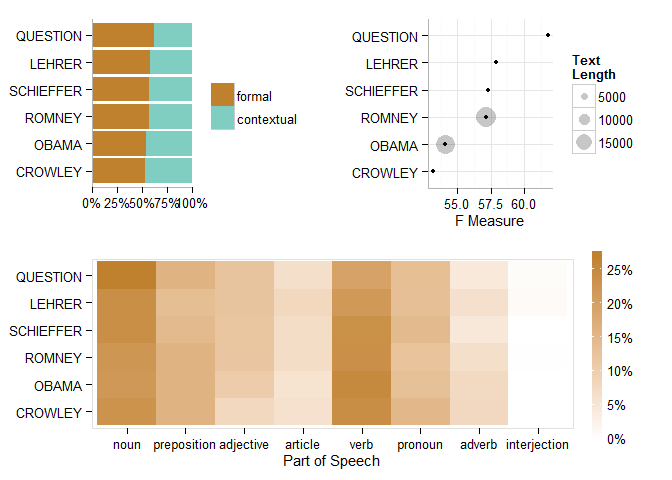 QUESTION
LEHRER
SCHIEFFER
ROMNEY
OBAMA
CROWLEY
0% 25% 50% 75% 100%
formal
contextual
QUESTION
LEHRER
SCHIEFFER
ROMNEY
OBAMA
CROWLEY
55.0 57.5 60.0
F Measure
Text
Length
5000
10000
15000
QUESTION
LEHRER
SCHIEFFER
ROMNEY
OBAMA
CROWLEY
noun preposition adjective article verb pronoun adverb interjection
Part of Speech
25%
20%
15%
10%
5%
0%